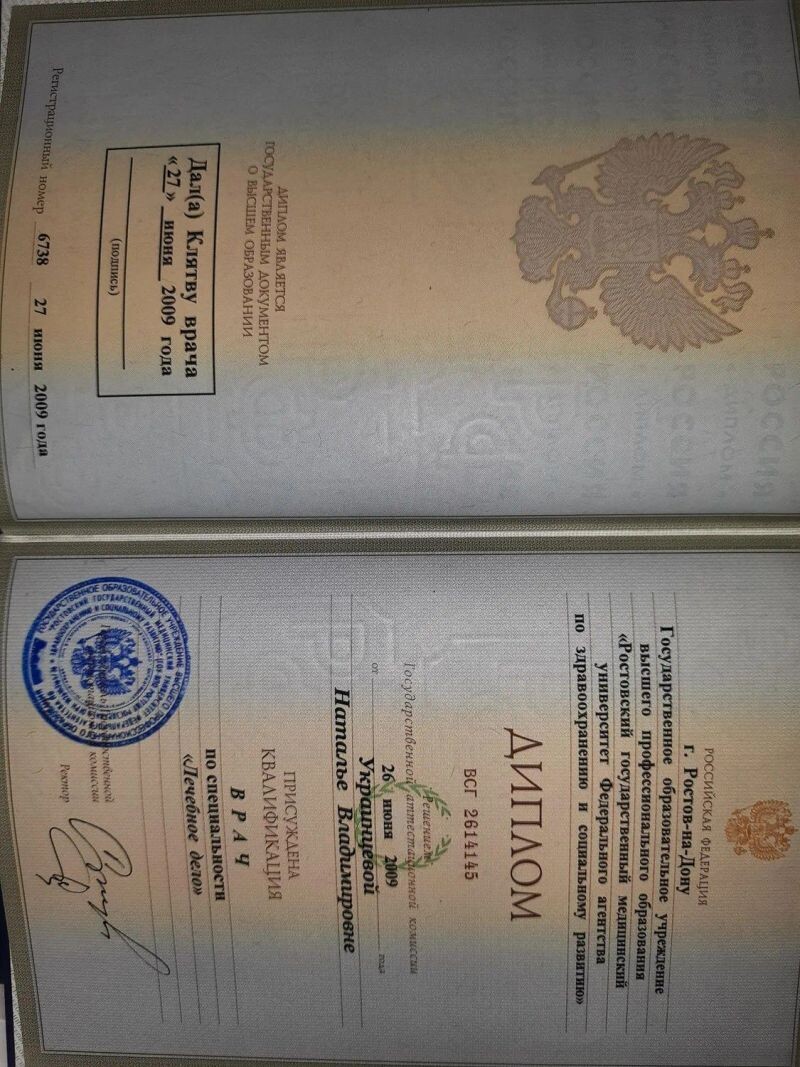 ДИПЛОМ ЯВЛЯЕТСЯ
ГОСУДАРСТВЕННЫМ ДОКУМЕНТОМ
О ВЫСШЕМ ОБРАЗОВАНИИ
Дал(а) Клятву врача
«27» июня 2009 года
(подпись)
Регистрационный номер 6738 27 июня 2009 года
РОССИЙСКАЯ ФЕДЕРАЦИЯ
г. Ростов-на-Дону
Государственное образовательное учреждение
высшего профессионального образования
«Ростовский государственный медицинский
университет Федерального агентства
по здравоохранению и социальному развитию»
ДИПЛОМ
ВСГ 2614145
Решением
Государственной аттестационной комиссии
от 26 июня 2009 года
Украинцевой
Наталье Владимировне
ПРИСУЖДЕНА
КВАЛИФИКАЦИЯ
ВРАЧ
по специальности
«Лечебное дело»
комиссии
Ректор